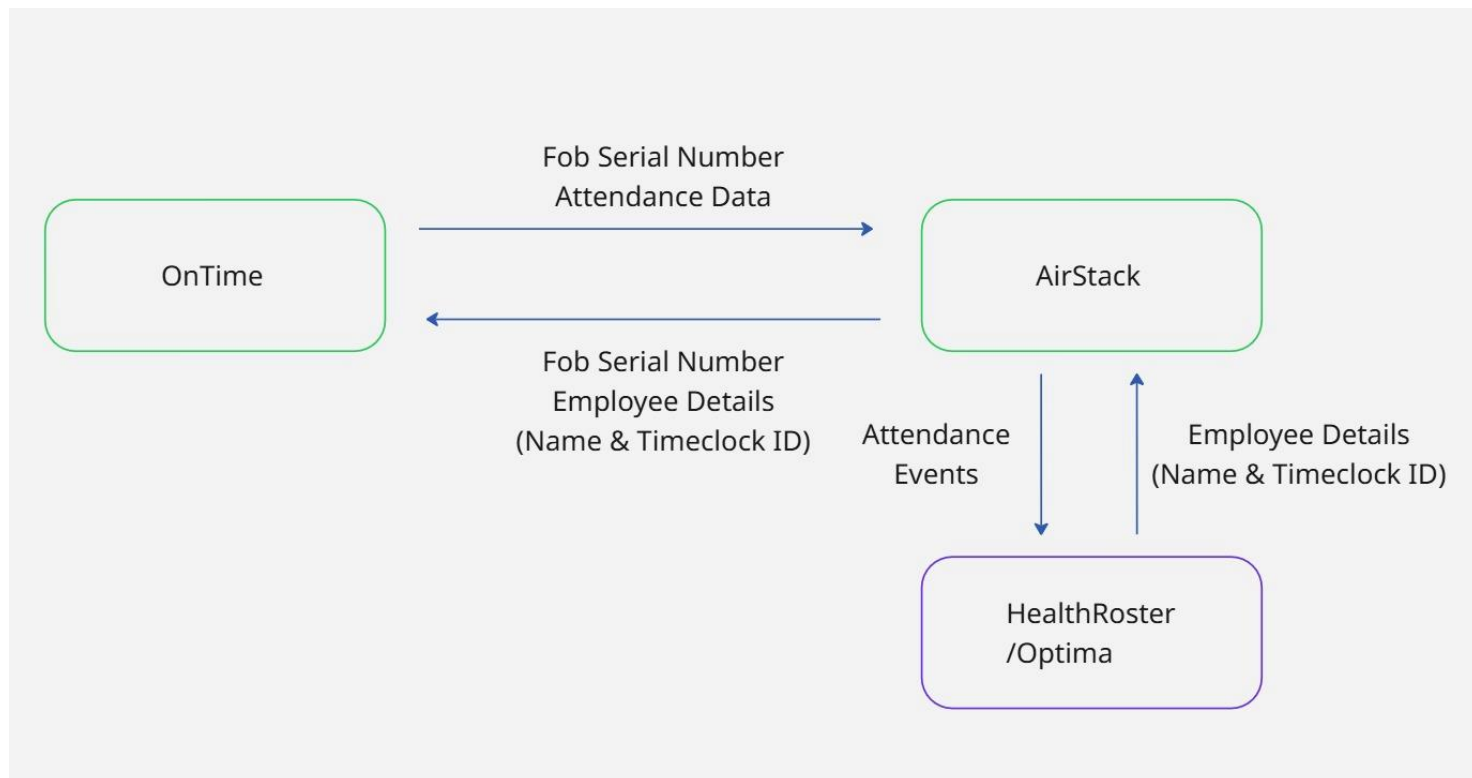 Fob Serial Number
Attendance Data
OnTime
AirStack
Fob Serial Number
Employee Details
(Name & Timeclock ID)
Attendance
Events
Employee Details
(Name & Timeclock ID)
HealthRoster
/Optima